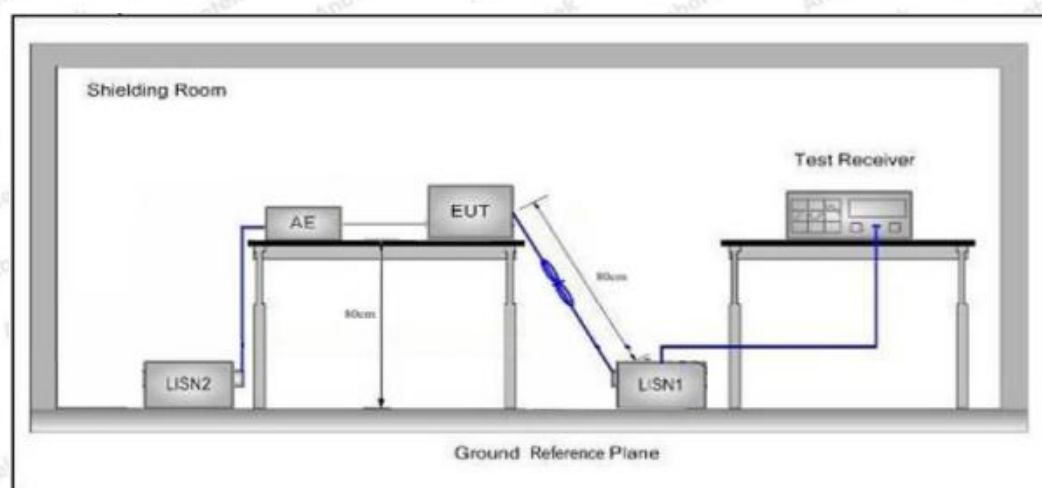 Shielding Room
Test Receiver
AE
EUT
80cm
80cm
LISN2
LISN1
Ground Reference Plane